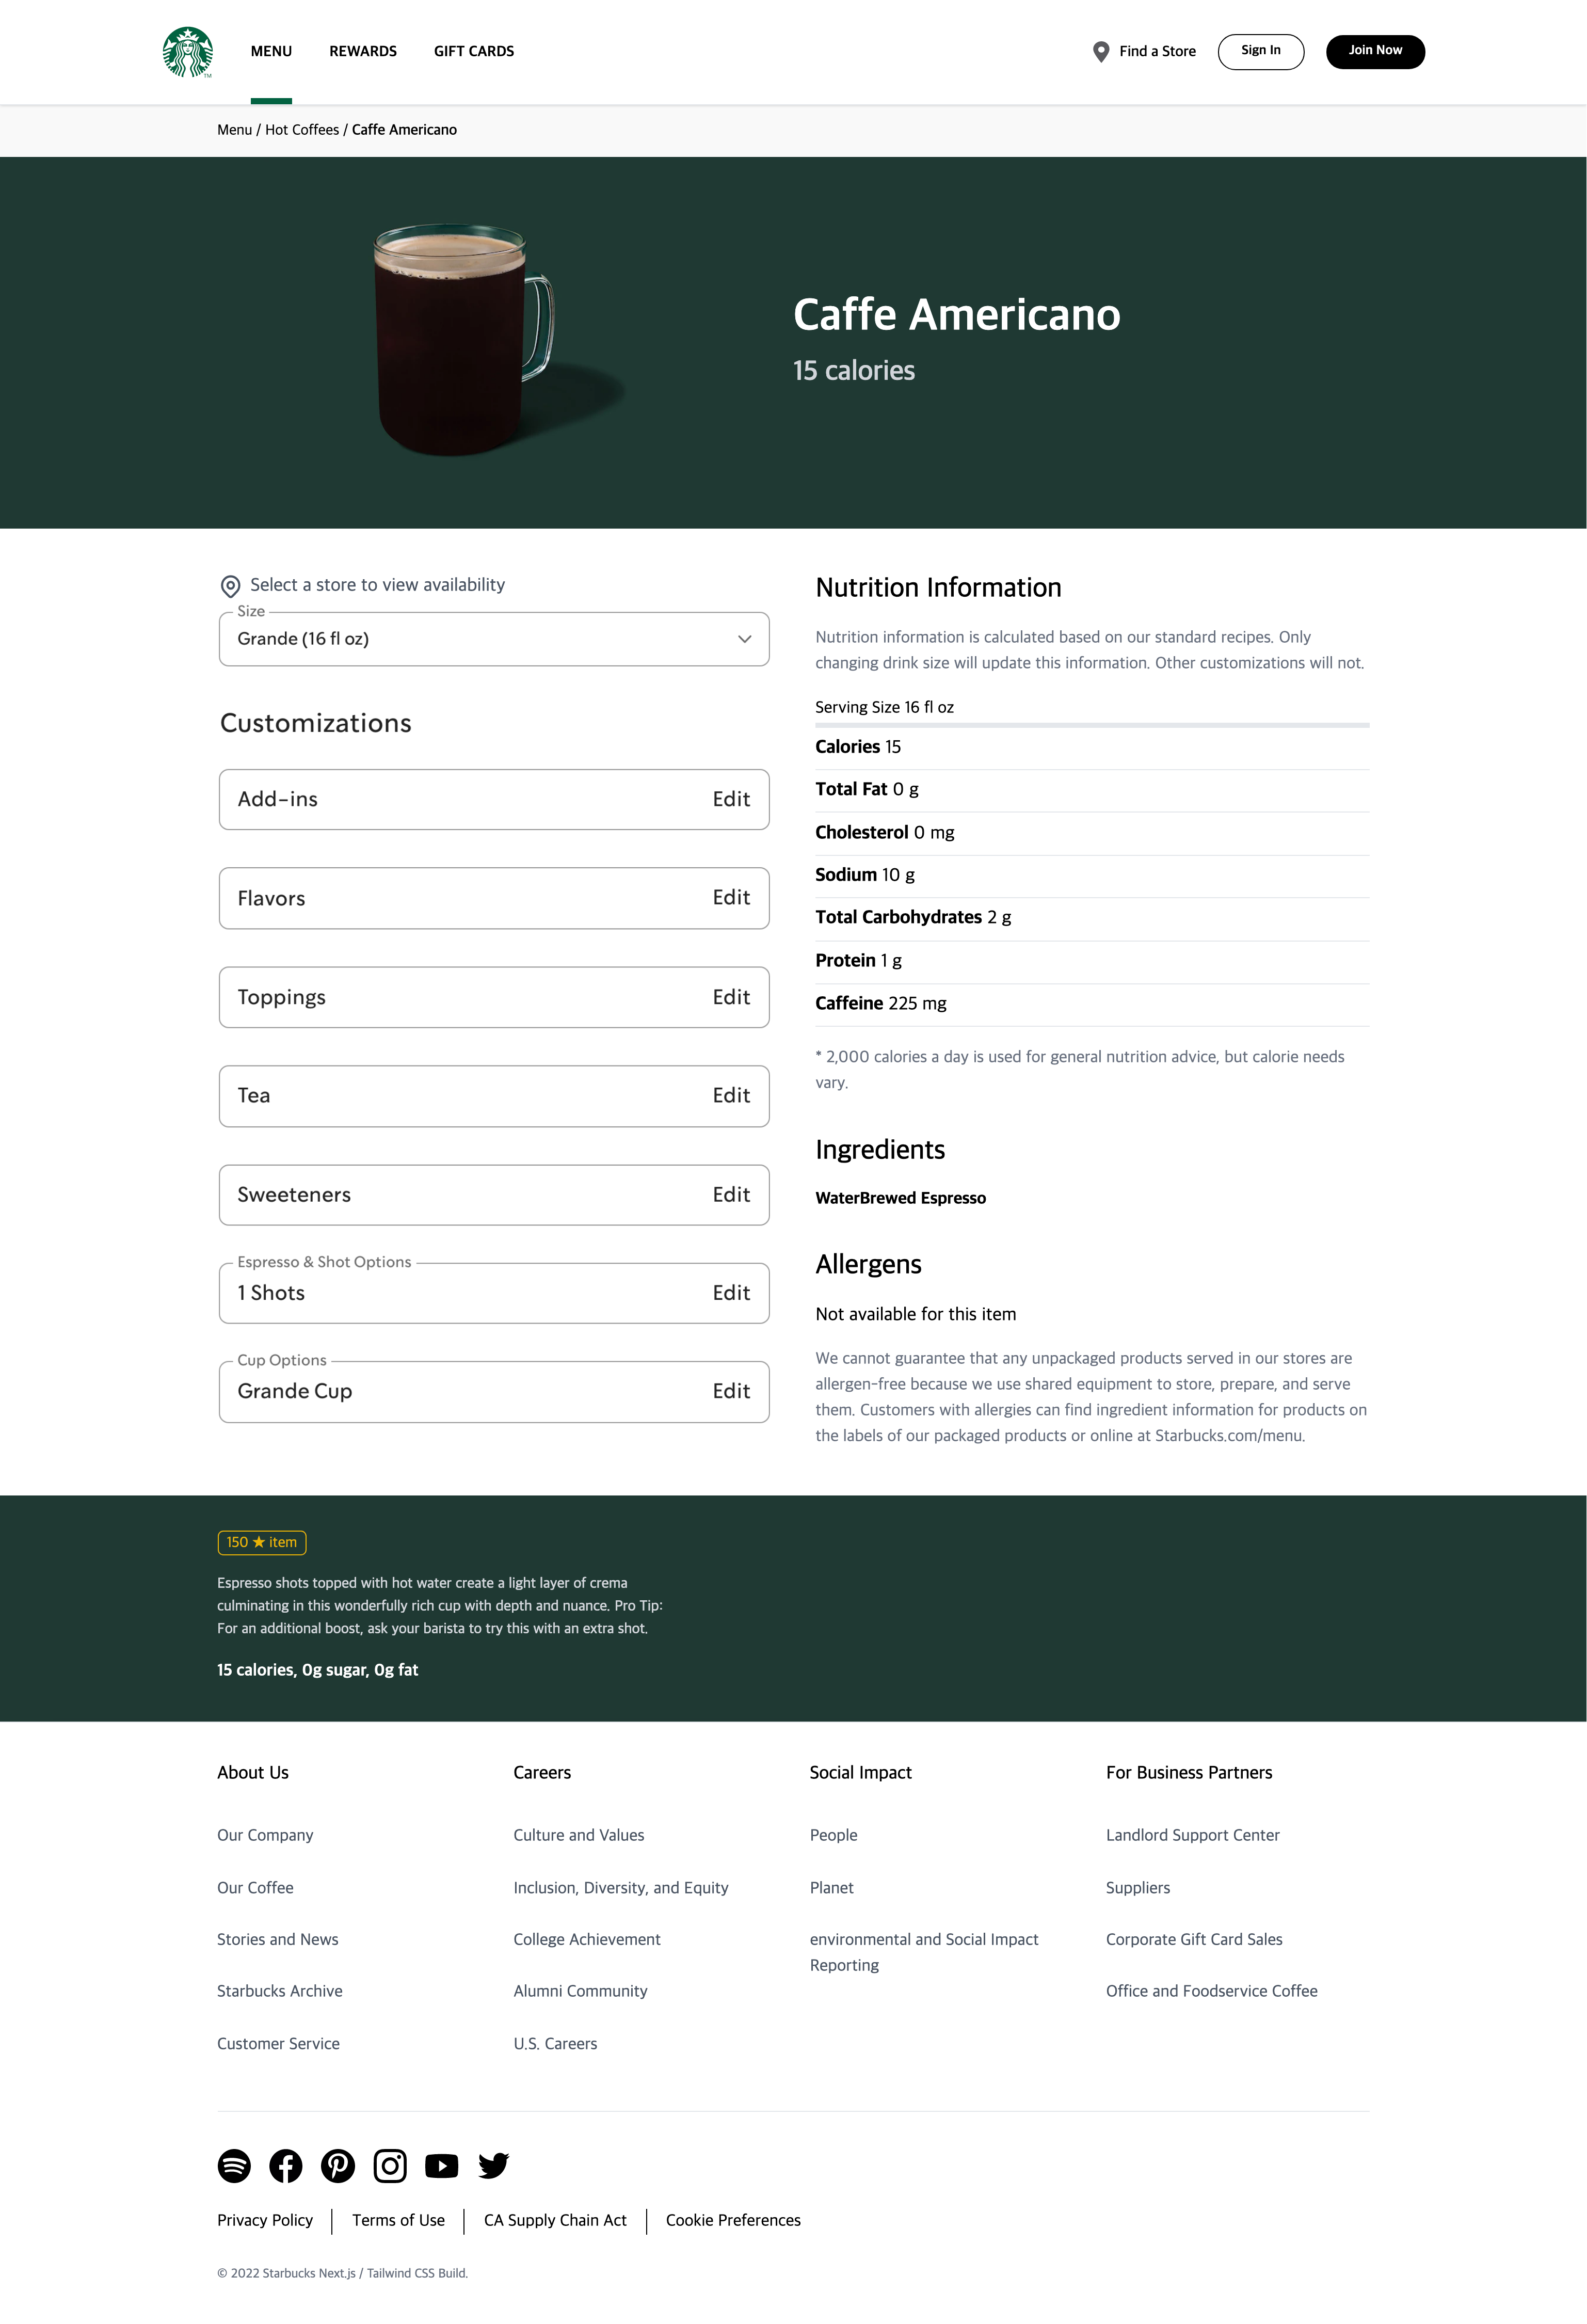 MENU REWARDS GIFT CARDS Find a Store Sign In Join Now
TM
Menu / Hot Coffees / Caffe Americano
Caffe Americano
15 calories
Select a store to view availability
Size
Grande (16 fl oz)
Customizations
Add-ins Edit
Flavors Edit
Toppings Edit
Tea Edit
Sweeteners Edit
Espresso & Shot Options
1 Shots Edit
Cup Options
Grande Cup Edit
Nutrition Information
Nutrition information is calculated based on our standard recipes. Only
changing drink size will update this information. Other customizations will not.
Serving Size 16 fl oz
Calories 15
Total Fat 0 g
Cholesterol 0 mg
Sodium 10 g
Total Carbohydrates 2 g
Protein 1 g
Caffeine 225 mg
* 2,000 calories a day is used for general nutrition advice, but calorie needs
vary.
Ingredients
WaterBrewed Espresso
Allergens
Not available for this item
We cannot guarantee that any unpackaged products served in our stores are
allergen-free because we use shared equipment to store, prepare, and serve
them. Customers with allergies can find ingredient information for products on
the labels of our packaged products or online at Starbucks.com/menu.
150 ★ item
Espresso shots topped with hot water create a light layer of crema
culminating in this wonderfully rich cup with depth and nuance. Pro Tip:
For an additional boost, ask your barista to try this with an extra shot.
15 calories, 0g sugar, 0g fat
About Us
Our Company
Our Coffee
Stories and News
Starbucks Archive
Customer Service
Careers
Culture and Values
Inclusion, Diversity, and Equity
College Achievement
Alumni Community
U.S. Careers
Social Impact
People
Planet
environmental and Social Impact
Reporting
For Business Partners
Landlord Support Center
Suppliers
Corporate Gift Card Sales
Office and Foodservice Coffee
Privacy Policy Terms of Use CA Supply Chain Act Cookie Preferences
© 2022 Starbucks Next.js / Tailwind CSS Build.